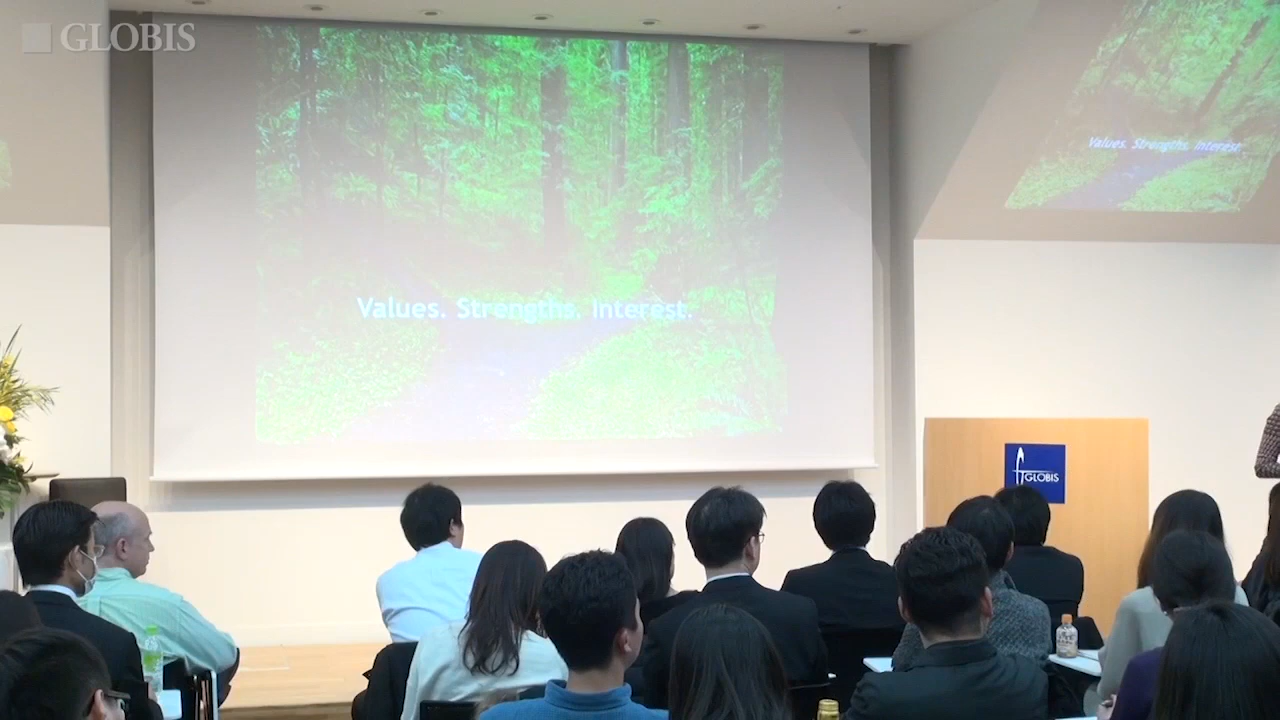 GLOBIS
Values. Strengths. Interest.
Values. Strengths. Interest.
GLOBIS